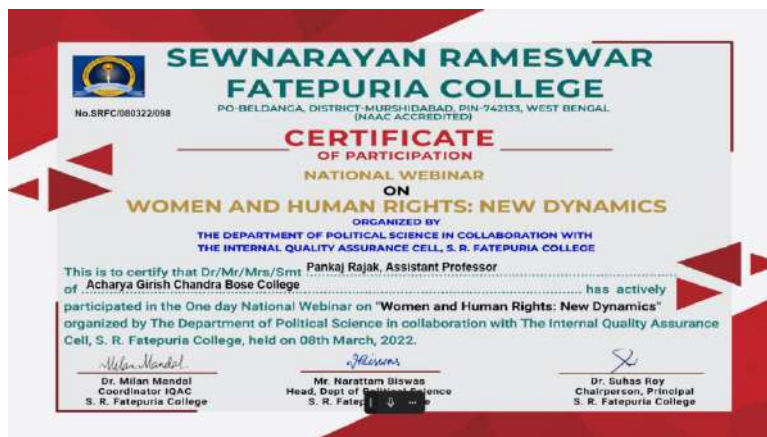 SEWNARAYAN RAMESWAR
FATEPURIA COLLEGE
No.SRFC/080322/098
PO-BELDANGA, DISTRICT-MURSHIDABAD, PIN-742133, WEST BENGAL
(NAAC ACCREDITED)
CERTIFICATE
OF PARTICIPATION
NATIONAL WEBINAR
ON
WOMEN AND HUMAN RIGHTS: NEW DYNAMICS
ORGANIZED BY
THE DEPARTMENT OF POLITICAL SCIENCE IN COLLABORATION WITH
THE INTERNAL QUALITY ASSURANCE CELL, S. R. FATEPURIA COLLEGE
This is to certify that Dr/Mr/Mrs/Smt Pankaj Rajak, Assistant Professor
of Acharya Girish Chandra Bose College has actively
participated in the One day National Webinar on "Women and Human Rights: New Dynamics"
organized by The Department of Political Science in collaboration with The Internal Quality Assurance
Cell, S. R. Fatepuria College, held on 08th March, 2022.
Milan Mandal.
Dr. Milan Mandal
Coordinator IQAC
S. R. Fatepuria College
Mr. Narattam Biswas
Head, Dept of Science
S. R.
Dr. Suhas Roy
Chairperson, Principal
S. R. Fatepuria College